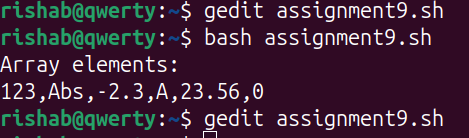 rishab@qwerty:~$ gedit assignment9.sh
rishab@qwerty:~$ bash assignment9.sh
Array elements:
123,Abs,-2.3,A,23.56,0
rishab@qwerty:~$ gedit assignment9.sh